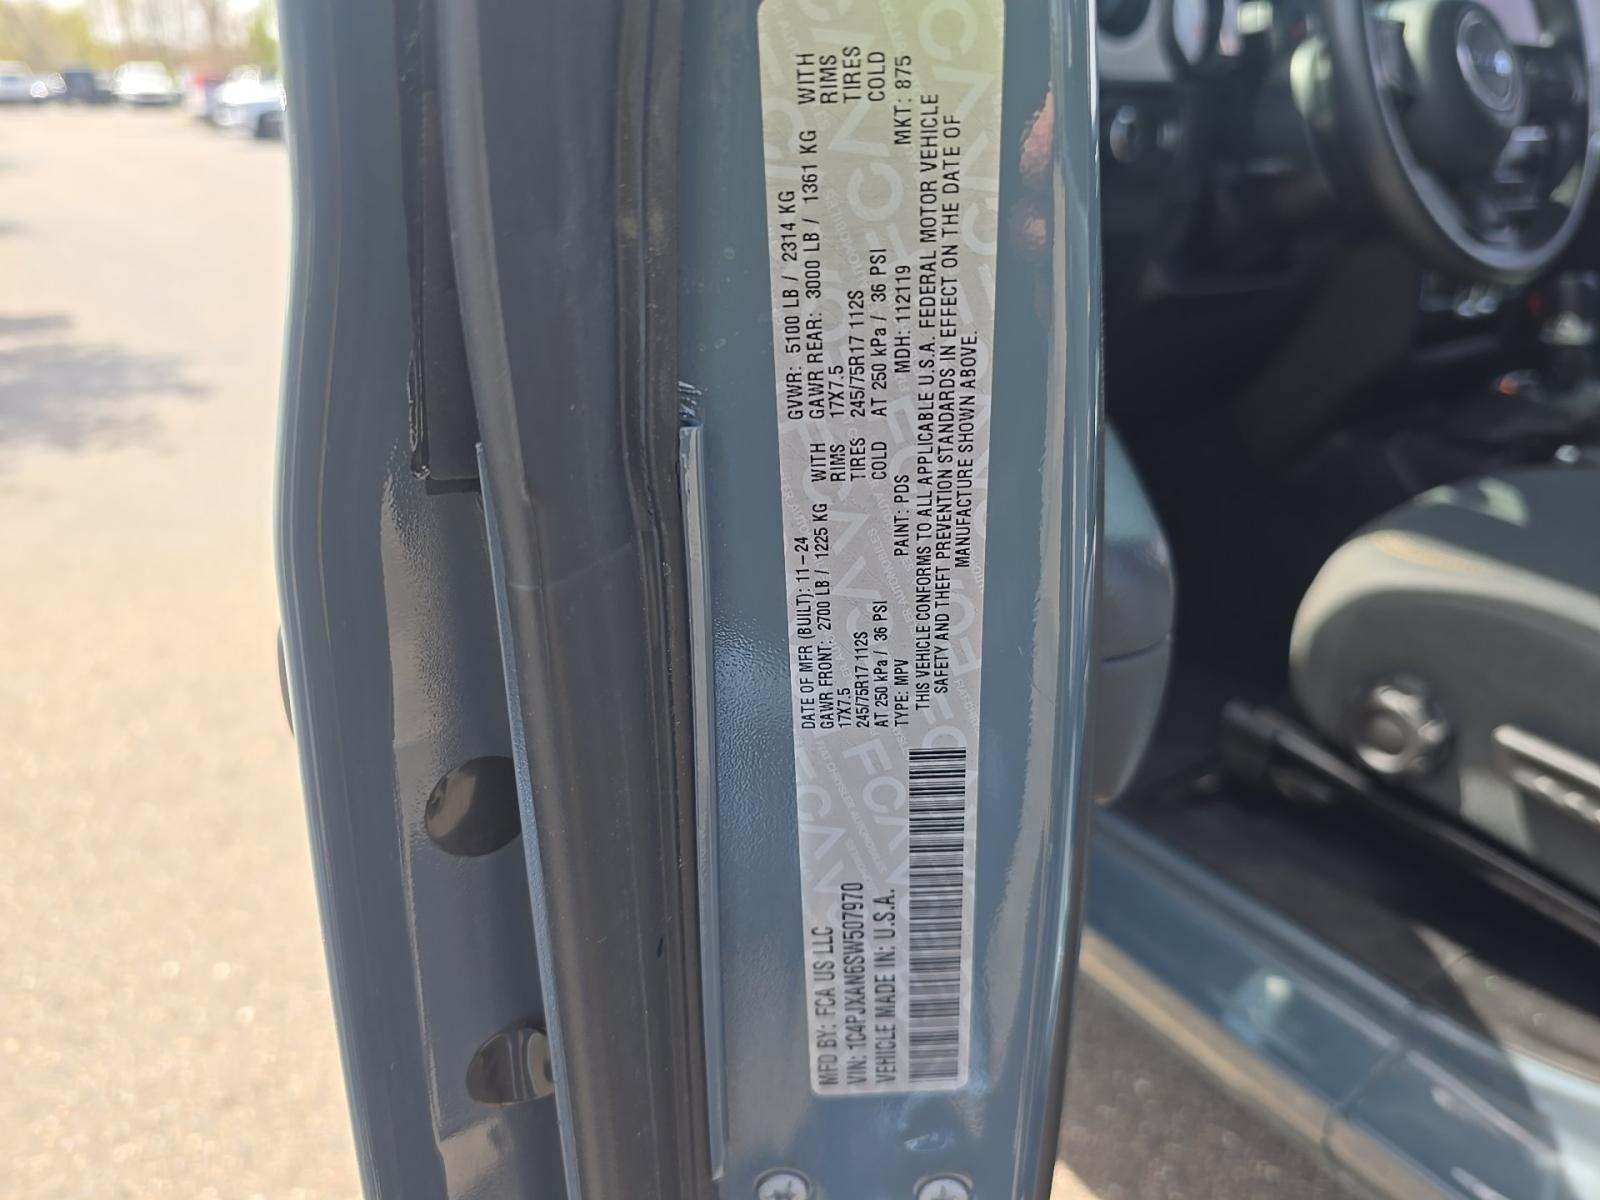 MFD BY: FCA US LLC
VIN: 1C4PJXAN6SW507970
VEHICLE MADE IN: U.S.A.
DATE OF MFR (BUILT): 11-24 GVWR: 5100 LB / 2314 KG
GAWR FRONT: 2700 LB / 1225 KG WITH GAWR REAR: 3000 LB / 1361 KG WITH
17X7.5 RIMS 17X7.5 RIMS
245/75R17 112S TIRES 245/75R17 112S TIRES
AT 250 kPa / 36 PSI COLD AT 250 kPa / 36 PSI COLD
TYPE: MPV PAINT: PDS MDH: 112119 MKT: 875
THIS VEHICLE CONFORMS TO ALL APPLICABLE U.S.A. FEDERAL MOTOR VEHICLE
SAFETY AND THEFT PREVENTION STANDARDS IN EFFECT ON THE DATE OF
MANUFACTURE SHOWN ABOVE.